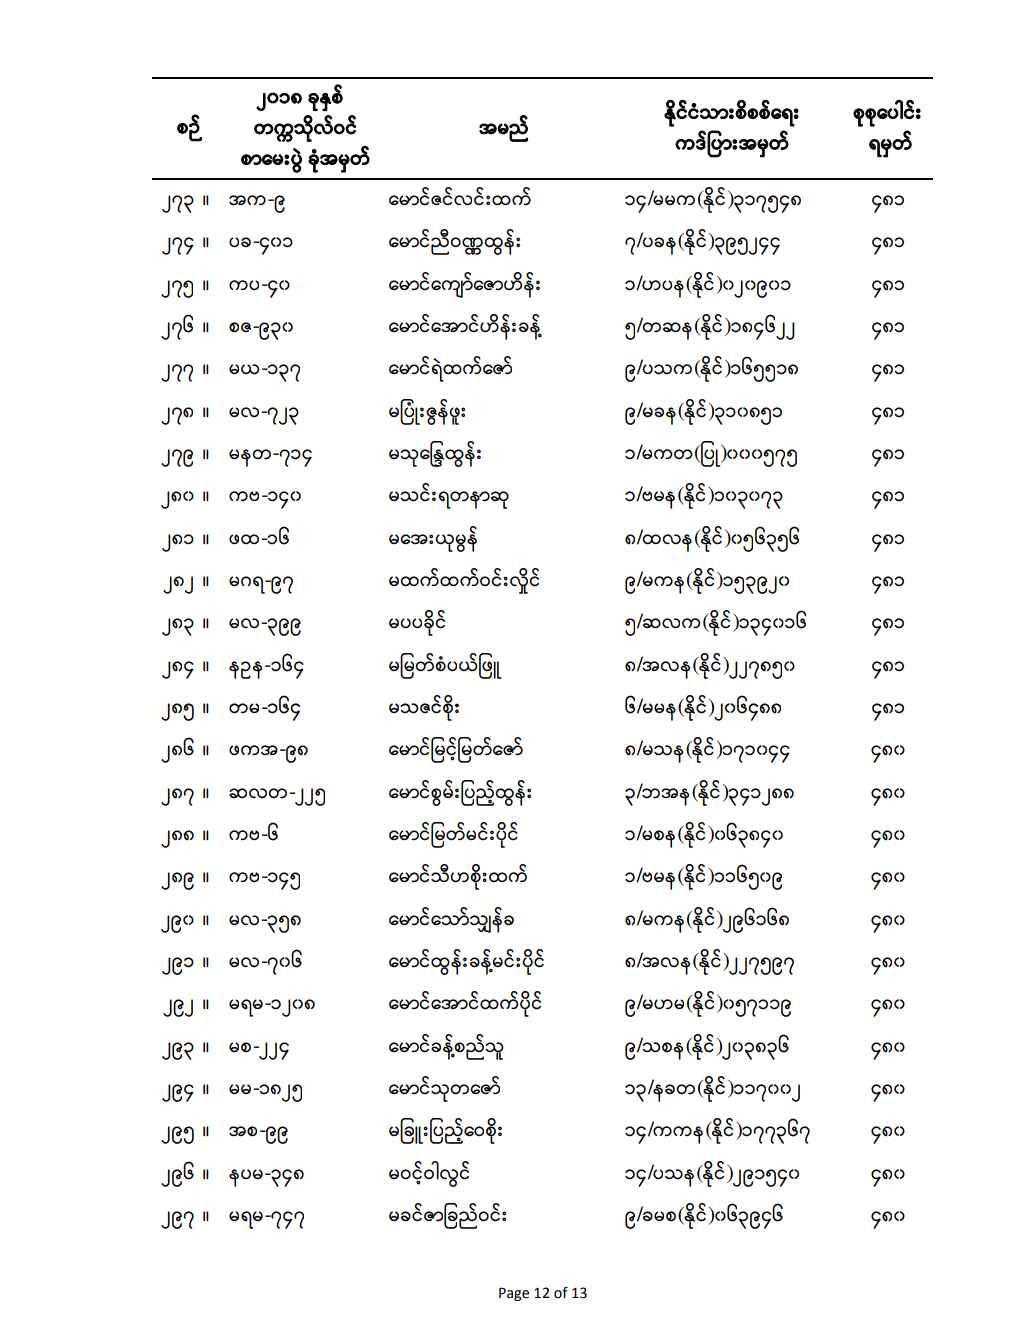 စဉ် ၂၀၁၈ ခုနှစ် တက္ကသိုလ်ဝင် စာမေးပွဲ ခုံအမှတ် အမည် နိုင်ငံသားစိစစ်ရေး ကဒ်ပြားအမှတ် စုစုပေါင်း ရမှတ်
၂၇၃ ။ အက-၉ မောင်ဇင်လင်းထက် ၁၄/မမက(နိုင်)၃၁၇၅၄၈ ၄၈၁
၂၇၄ ။ ပခ-၄၀၁ မောင်ညီဝဏ္ဏထွန်း ၇/ပခန(နိုင်)၃၉၅၂၄၄ ၄၈၁
၂၇၅ ။ ကပ-၄၀ မောင်ကျော်ဇောဟိန်း ၁/ဟပန(နိုင်)၀၂၀၉၀၁ ၄၈၁
၂၇၆ ။ စဇ-၉၃၀ မောင်အောင်ဟိန်းခန့် ၅/တဆန(နိုင်)၁၈၄၆၂၂ ၄၈၁
၂၇၇ ။ မယ-၁၃၇ မောင်ရဲထက်ဇော် ၉/ပသက(နိုင်)၁၆၅၅၁၈ ၄၈၁
၂၇၈ ။ မလ-၇၂၃ မပြုံးဇွန်ဖူး ၉/မခန(နိုင်)၃၁၀၈၅၁ ၄၈၁
၂၇၉ ။ မနတ-၇၁၄ မသုန္ဒြေထွန်း ၁/မကတ(ပြု)၀၀၀၅၇၅ ၄၈၁
၂၈၀ ။ ကဗ-၁၄၀ မသင်းရတနာဆု ၁/ဗမန(နိုင်)၁၀၃၀၇၃ ၄၈၁
၂၈၁ ။ ဖထ-၁၆ မအေးယုမွန် ၈/ထလန(နိုင်)၀၅၆၃၅၆ ၄၈၁
၂၈၂ ။ မဂရ-၉၇ မထက်ထက်ဝင်းလှိုင် ၉/မကန(နိုင်)၁၅၃၉၂၀ ၄၈၁
၂၈၃ ။ မလ-၃၉၉ မပပခိုင် ၅/ဆလက(နိုင်)၁၃၄၀၁၆ ၄၈၁
၂၈၄ ။ နဥန-၁၆၄ မမြတ်စံပယ်ဖြူ ၈/အလန(နိုင်)၂၂၇၈၅၀ ၄၈၁
၂၈၅ ။ တမ-၁၆၄ မသဇင်စိုး ၆/မမန(နိုင်)၂၀၆၄၈၈ ၄၈၁
၂၈၆ ။ ဖကအ-၉၈ မောင်မြင့်မြတ်ဇော် ၈/မသန(နိုင်)၁၇၁၀၄၄ ၄၈၀
၂၈၇ ။ ဆလတ-၂၂၅ မောင်စွမ်းပြည့်ထွန်း ၃/ဘအန(နိုင်)၃၄၁၂၈၈ ၄၈၀
၂၈၈ ။ ကဗ-၆ မောင်မြတ်မင်းပိုင် ၁/မစန(နိုင်)၀၆၃၈၄၀ ၄၈၀
၂၈၉ ။ ကဗ-၁၄၅ မောင်သီဟစိုးထက် ၁/ဗမန(နိုင်)၁၁၆၅၀၉ ၄၈၀
၂၉၀ ။ မလ-၃၅၈ မောင်သော်သျှန်ခ ၈/မကန(နိုင်)၂၉၆၁၆၈ ၄၈၀
၂၉၁ ။ မလ-၇၀၆ မောင်ထွန်းခန့်မင်းပိုင် ၈/အလန(နိုင်)၂၂၇၅၉၇ ၄၈၀
၂၉၂ ။ မရမ-၁၂၀၈ မောင်အောင်ထက်ပိုင် ၉/မဟမ(နိုင်)၀၅၇၁၁၉ ၄၈၀
၂၉၃ ။ မစ-၂၂၄ မောင်ခန့်စည်သူ ၉/သစန(နိုင်)၂၀၃၈၃၆ ၄၈၀
၂၉၄ ။ မမ-၁၈၂၅ မောင်သုတဇော် ၁၃/နခတ(နိုင်)၁၁၇၀၀၂ ၄၈၀
၂၉၅ ။ အစ-၉၉ မခြူးပြည့်ဝေစိုး ၁၄/ကကန(နိုင်)၁၇၇၃၆၇ ၄၈၀
၂၉၆ ။ နပမ-၃၄၈ မဝင့်ဝါလွင် ၁၄/ပသန(နိုင်)၂၉၁၅၄၀ ၄၈၀
၂၉၇ ။ မရမ-၇၄၇ မခင်ဇာခြည်ဝင်း ၉/ခမစ(နိုင်)၀၆၃၉၄၆ ၄၈၀
Page 12 of 13